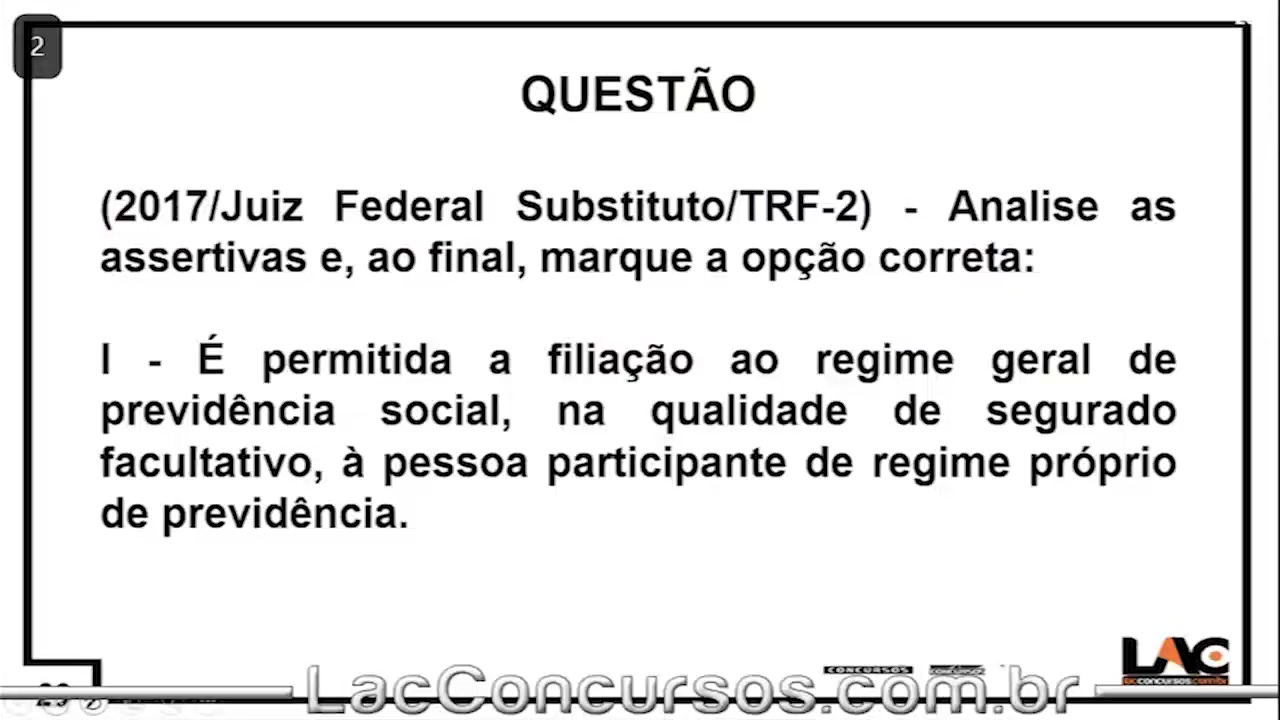 2
QUESTÃO
(2017/Juiz Federal Substituto/TRF-2) - Analise as
assertivas e, ao final, marque a opção correta:
I - É permitida a filiação ao regime geral de
previdência social, na qualidade de segurado
facultativo, à pessoa participante de regime próprio
de previdência.
CONCURSOS
LAC
LacConcursos.com.br